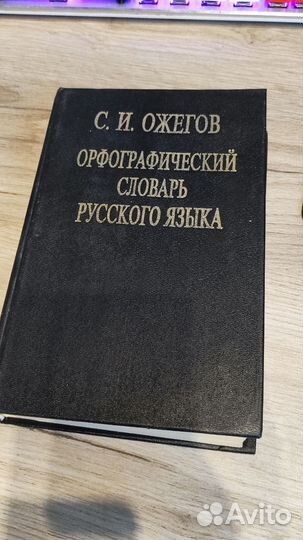 С. И. ОЖЕГОВ
ОРФОГРАФИЧЕСКИЙ
СЛОВАРЬ
РУССКОГО ЯЗЫКА
Avito